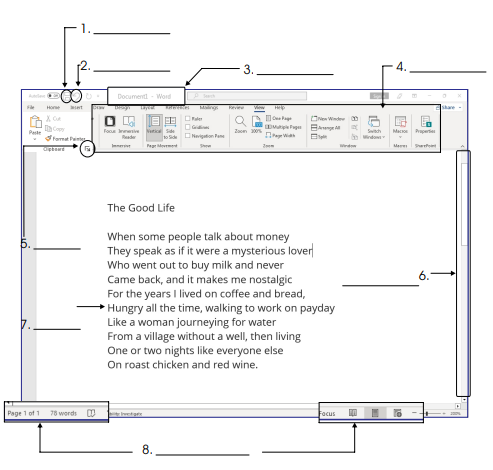 1. ____________
2. ____________
3. ____________
4. ____________
AutoSave Off Document1 - Word Search Sign in
File Home Insert Draw Design Layout References Mailings Review View Help Share
Paste Cut Copy Format Painter Clipboard
Focus Immersive Reader Immersive
Vertical Side to Side Page Movement
Ruler Gridlines Navigation Pane Show
Zoom 100% One Page Multiple Pages Page Width Zoom
New Window Arrange All Split Switch Windows Window
Macros Macros
Properties SharePoint
The Good Life
When some people talk about money
5. ________
They speak as if it were a mysterious lover
Who went out to buy milk and never
Came back, and it makes me nostalgic
6. ____________
For the years I lived on coffee and bread,
Hungry all the time, walking to work on payday
7. ________
Like a woman journeying for water
From a village without a well, then living
One or two nights like everyone else
On roast chicken and red wine.
Page 1 of 1 78 words ibility: Investigate Focus 200%
8. ____________